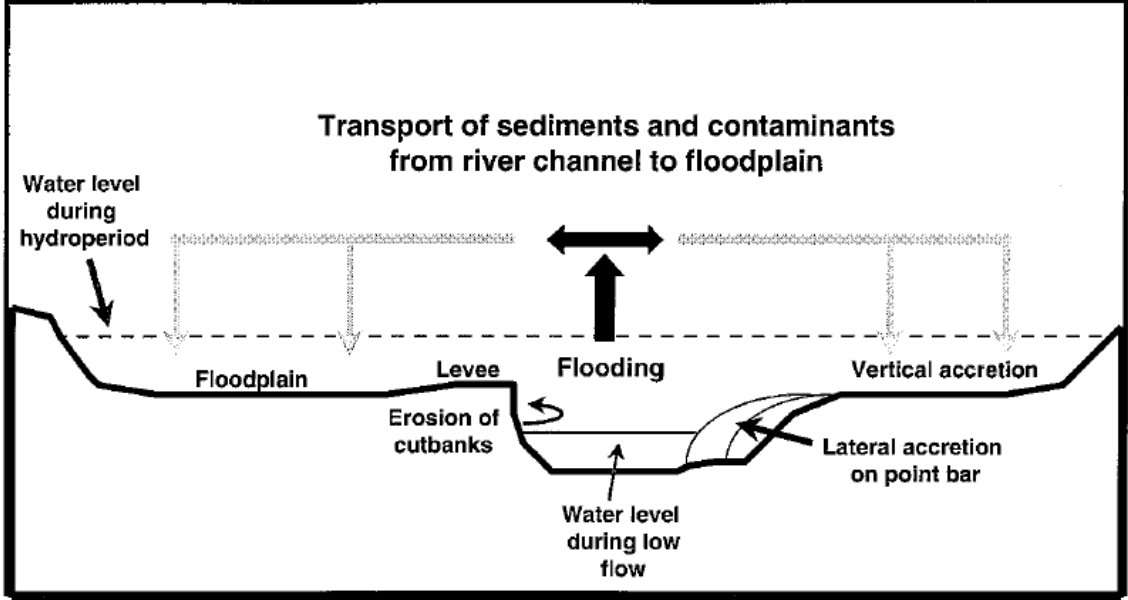 Transport of sediments and contaminants
from river channel to floodplain
Water level
during
hydroperiod
Floodplain
Levee
Flooding
Vertical accretion
Erosion of
cutbanks
Lateral accretion
on point bar
Water level
during low
flow